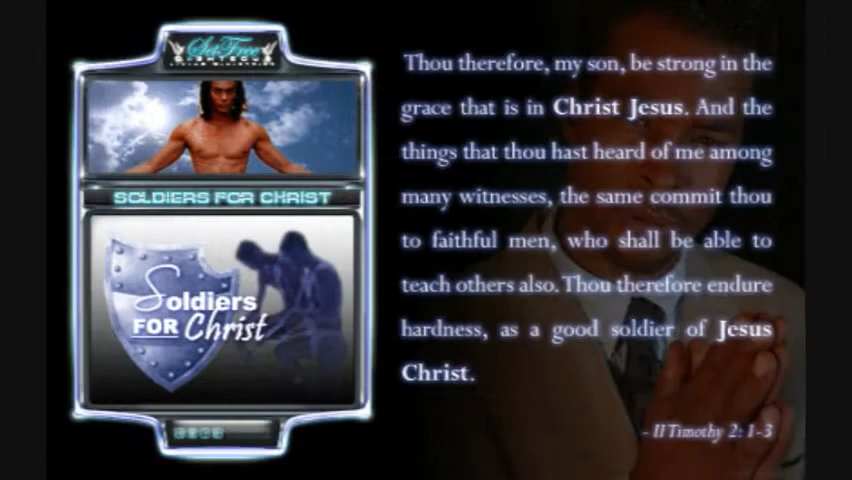 Set Free
SOLDIERS FOR CHRIST
Soldiers
FOR Christ
Thou therefore, my son, be strong in the
grace that is in Christ Jesus. And the
things that thou hast heard of me among
many witnesses, the same commit thou
to faithful men, who shall be able to
teach others also. Thou therefore endure
hardness, as a good soldier of Jesus
Christ.
- II Timothy 2: 1-3